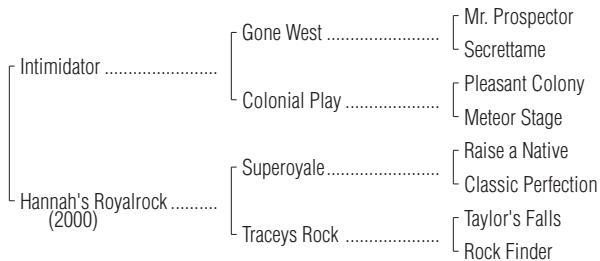 Mr. Prospector
Gone West ....................
Secrettame
Intimidator ....................
Pleasant Colony
Colonial Play ................
Meteor Stage
Raise a Native
Superoyale....................
Classic Perfection
Hannah's Royalrock ..........
(2000)
Taylor's Falls
Traceys Rock ................
Rock Finder